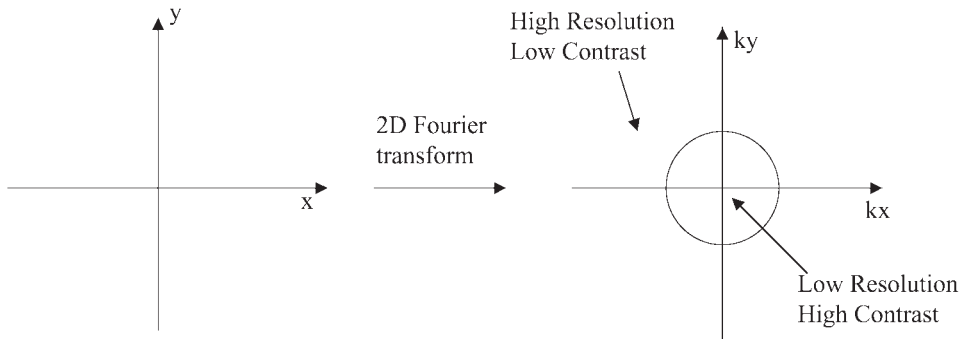 y
x
2D Fourier
transform
High Resolution
Low Contrast
ky
kx
Low Resolution
High Contrast